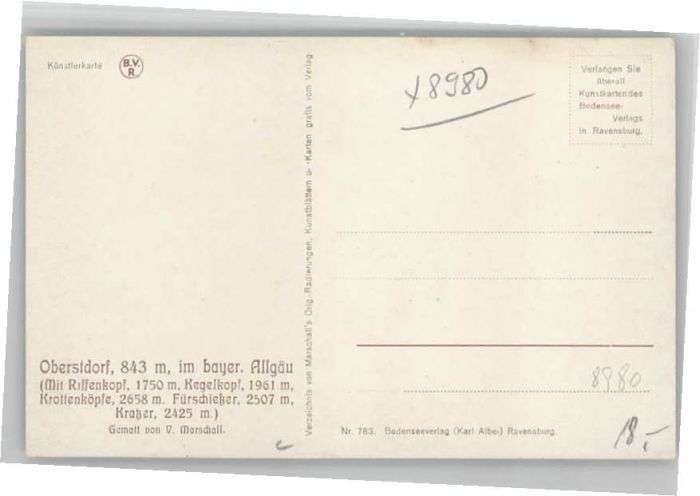 Künstlerkarte
B.V.
R.
x8980
Verlangen Sie
überall
Kunstkarten des
Bodensee-
Verlags
in Ravensburg.
Verzeichnis von Marschall's Orig.-Radierungen, Kunstblättern u. -Karten gratis vom Verlag
Oberstdorf, 843 m, im bayer. Allgäu
(Mit Riffenkopf, 1750 m, Kegelkopf, 1961 m,
Krottenköpfe, 2658 m. Fürschießer, 2507 m,
Kratzer, 2425 m.)
Gemalt von V. Marschall.
8980
Nr. 783. Bodenseeverlag (Karl Alber) Ravensburg.
18,-